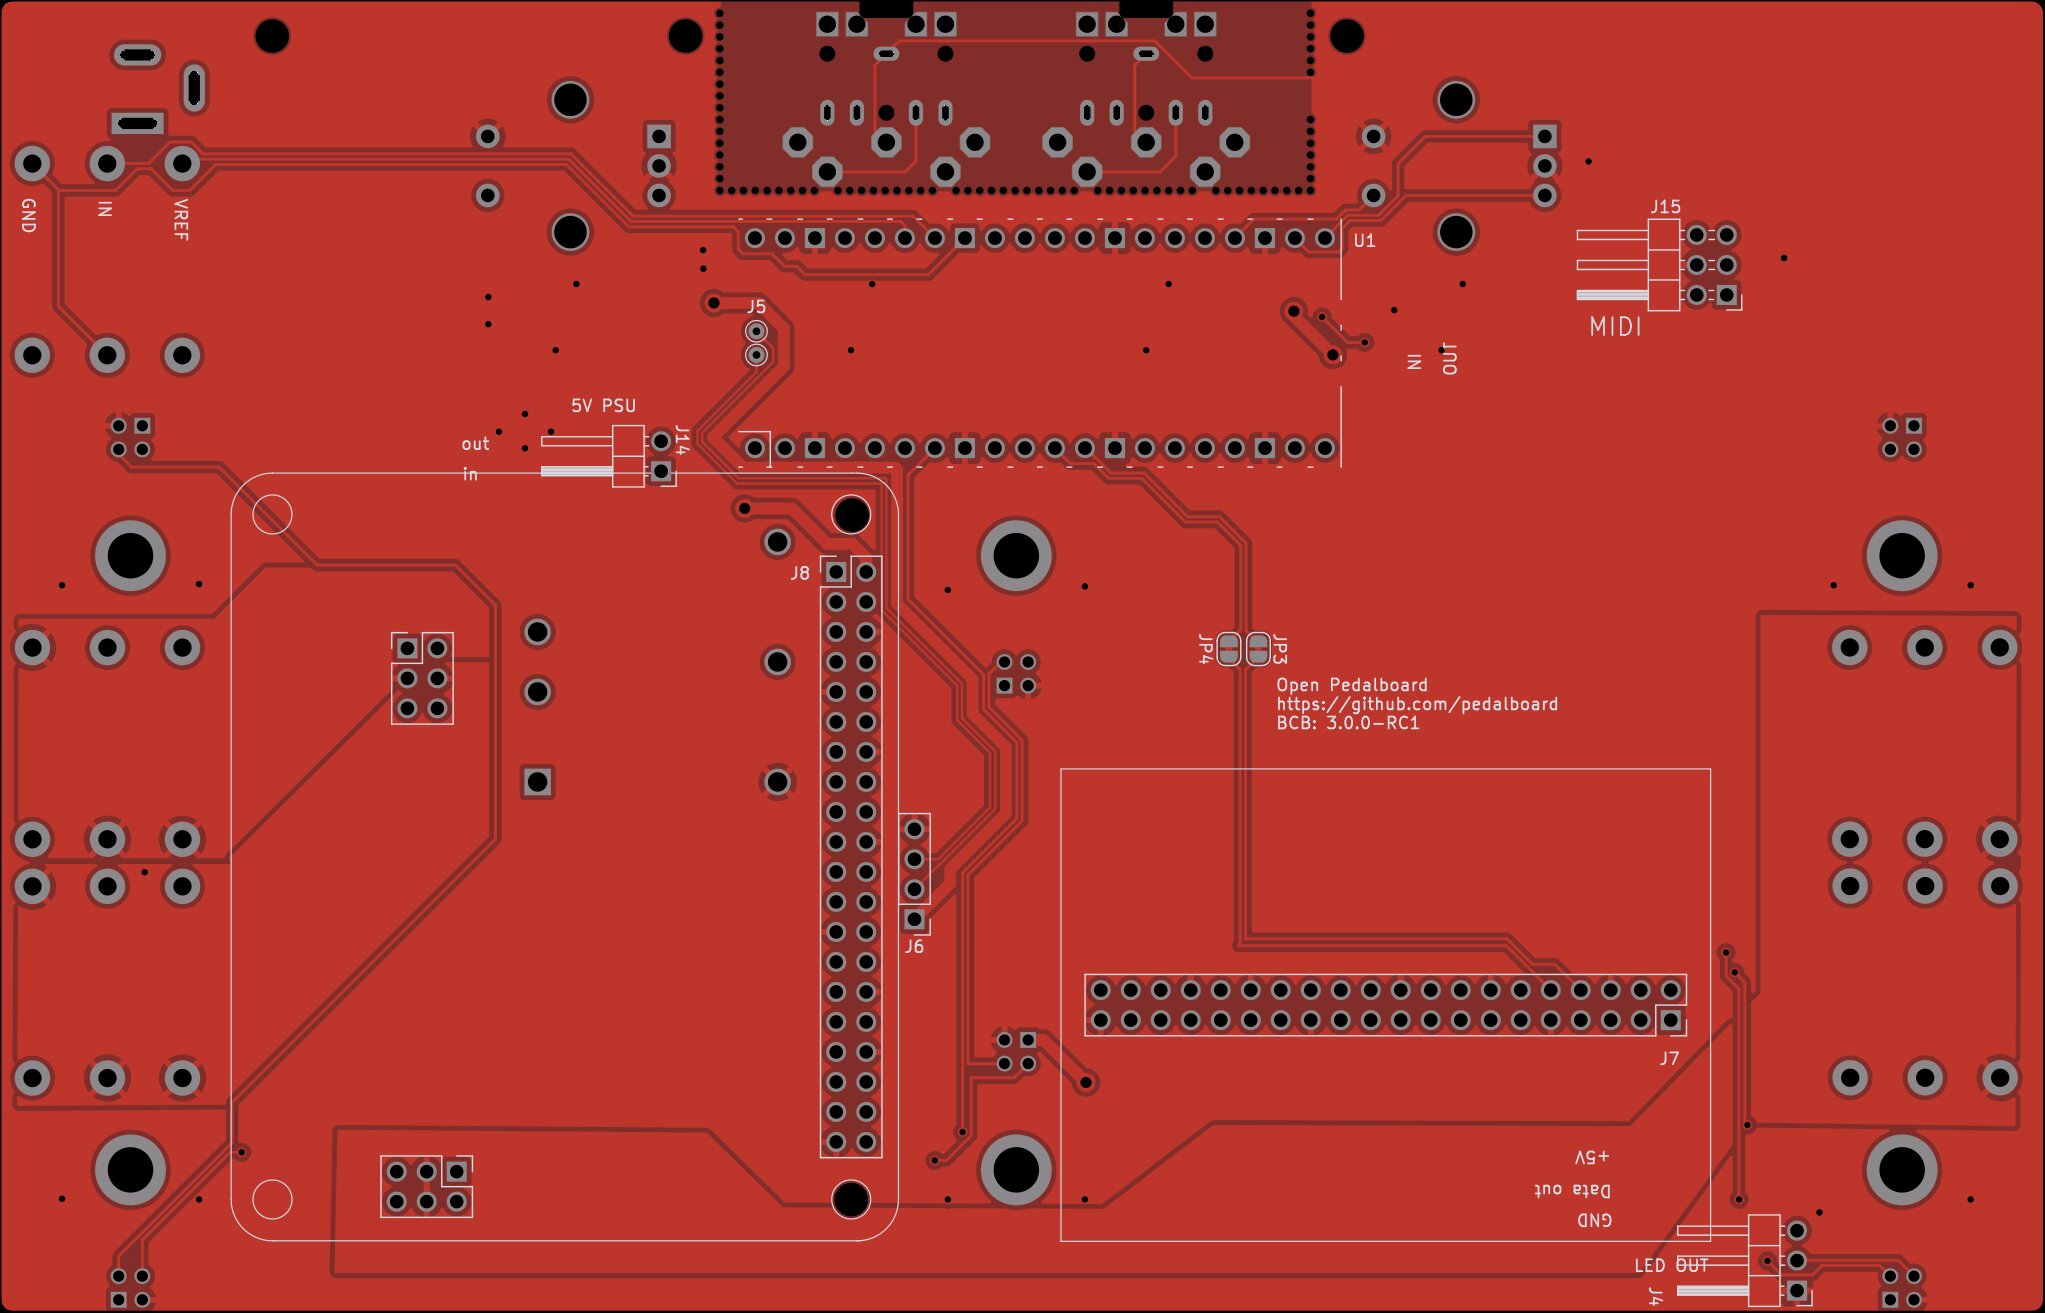 GND
IN
VREF
J15
U1
MIDI
IN
OUT
J5
5V PSU
out
in
J14
J8
JP4
JP3
Open Pedalboard
https://github.com/pedalboard
BCB: 3.0.0-RC1
J6
J7
+5V
Data out
GND
LED OUT
J4